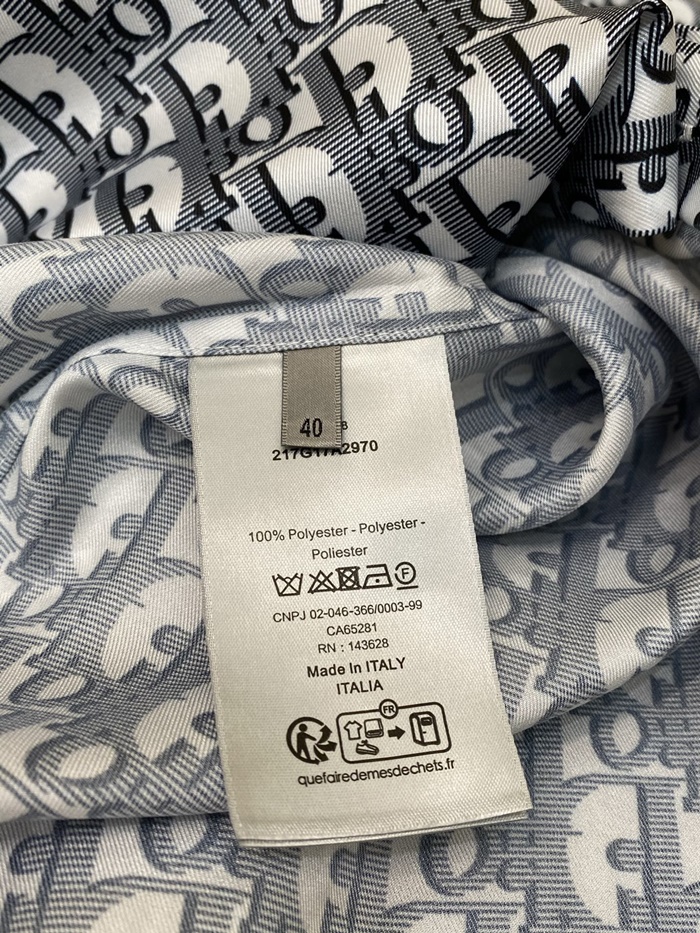 40
8
217G17A2970
100% Polyester - Polyester -
Poliester
F
CNPJ 02-046-366/0003-99
CA65281
RN : 143628
Made In ITALY
ITALIA
FR
quefairedemesdechets.fr